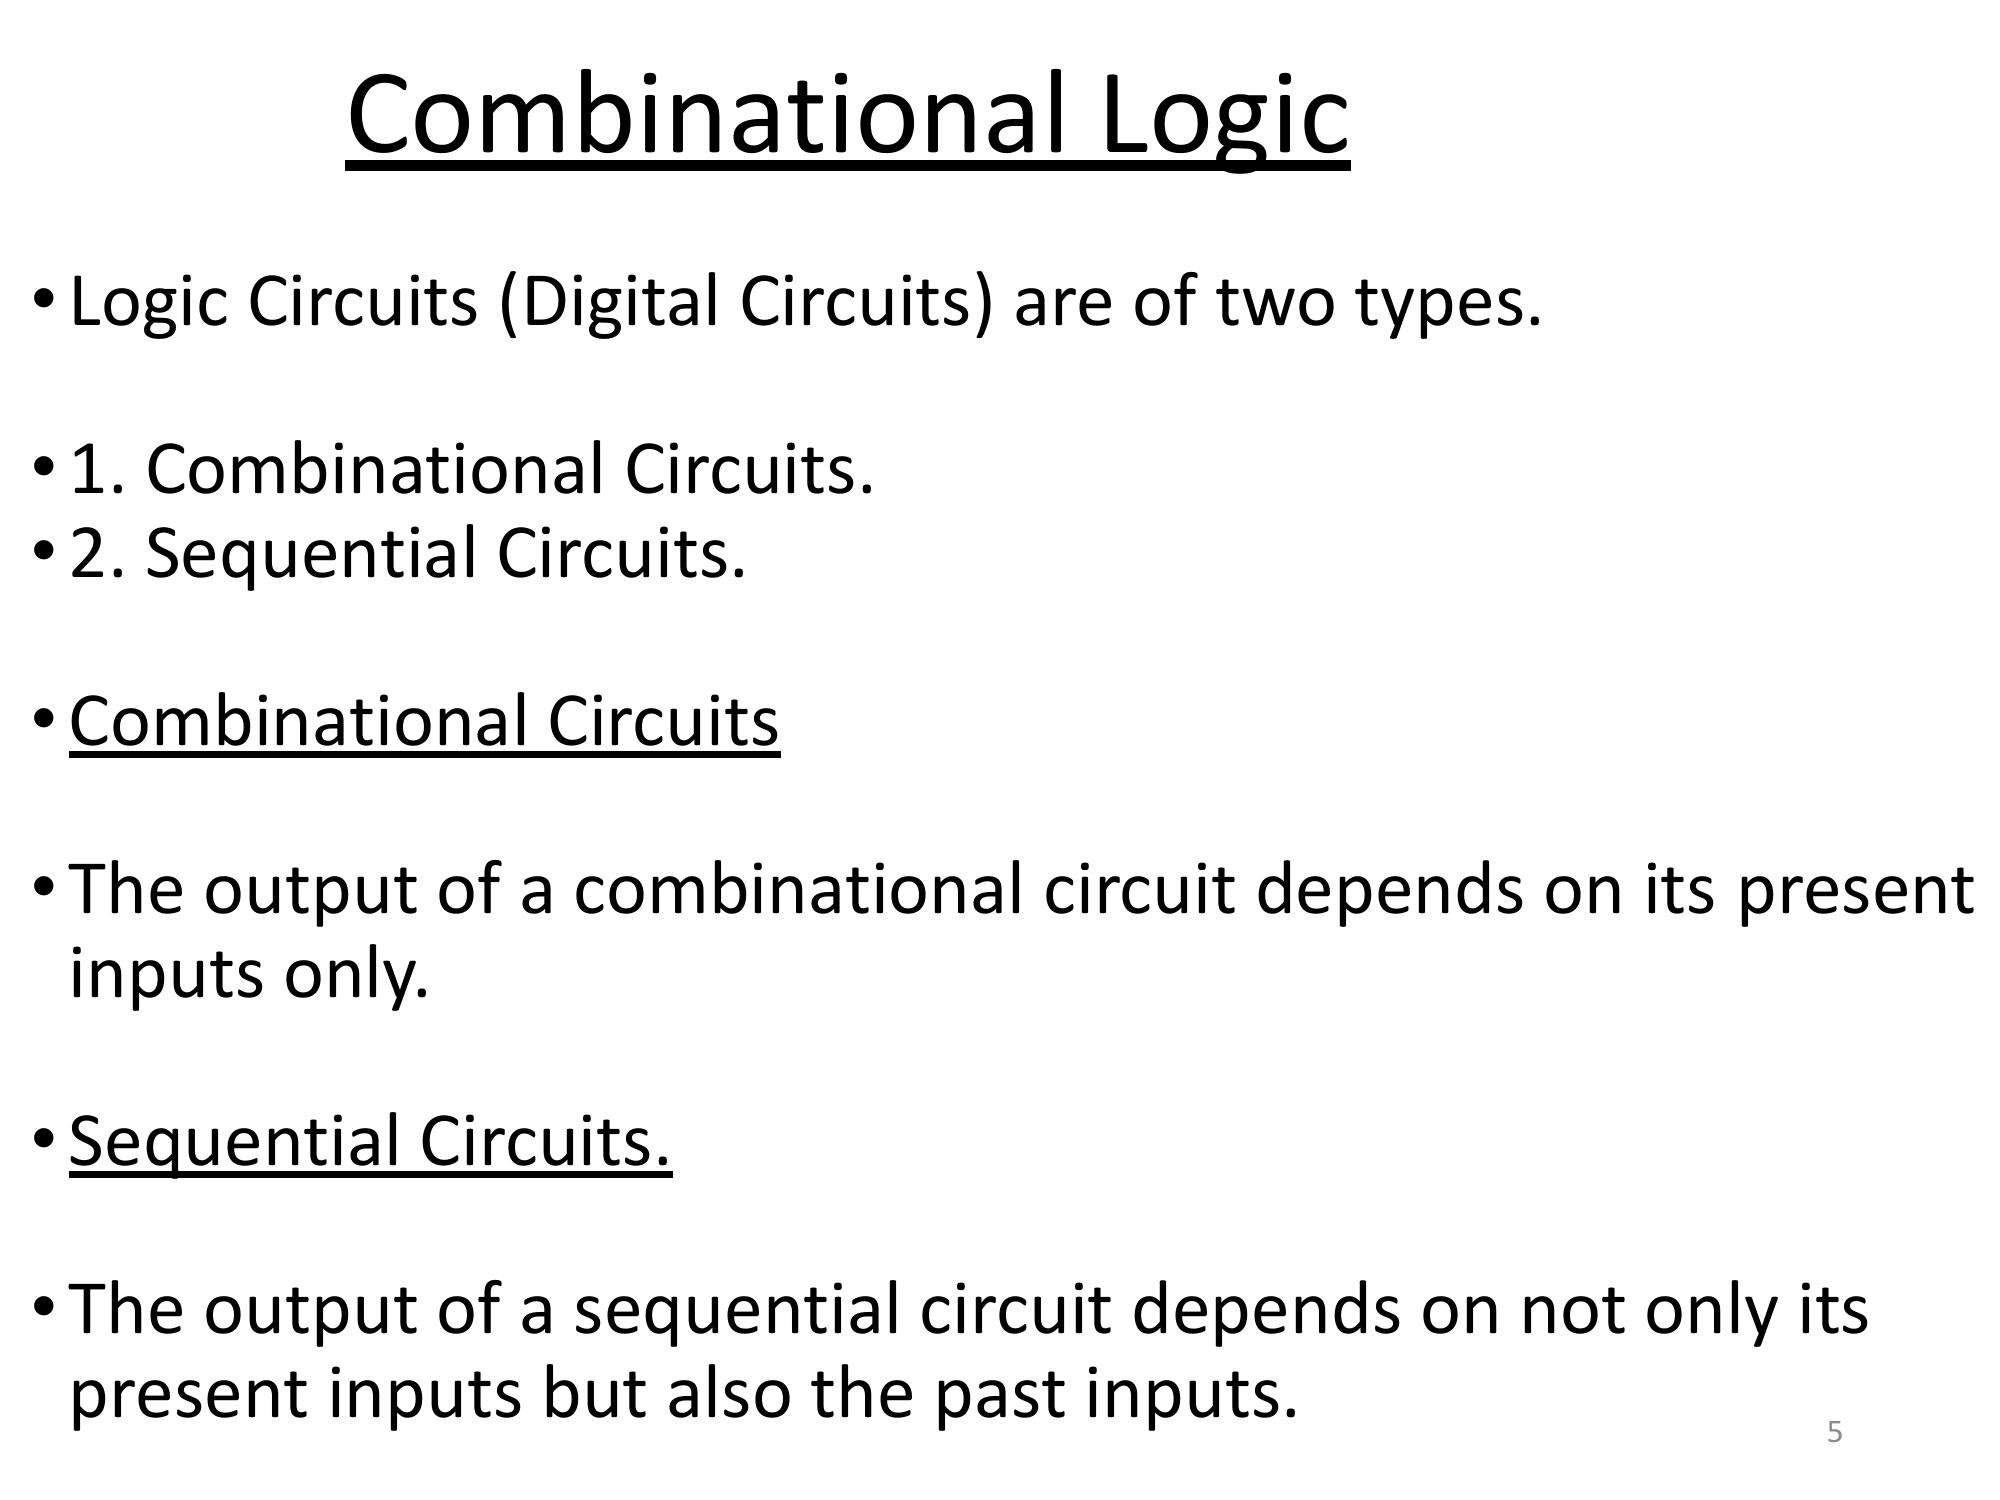 Combinational Logic
• Logic Circuits (Digital Circuits) are of two types.
• 1. Combinational Circuits.
• 2. Sequential Circuits.
• Combinational Circuits
• The output of a combinational circuit depends on its present
inputs only.
• Sequential Circuits.
• The output of a sequential circuit depends on not only its
present inputs but also the past inputs.
5